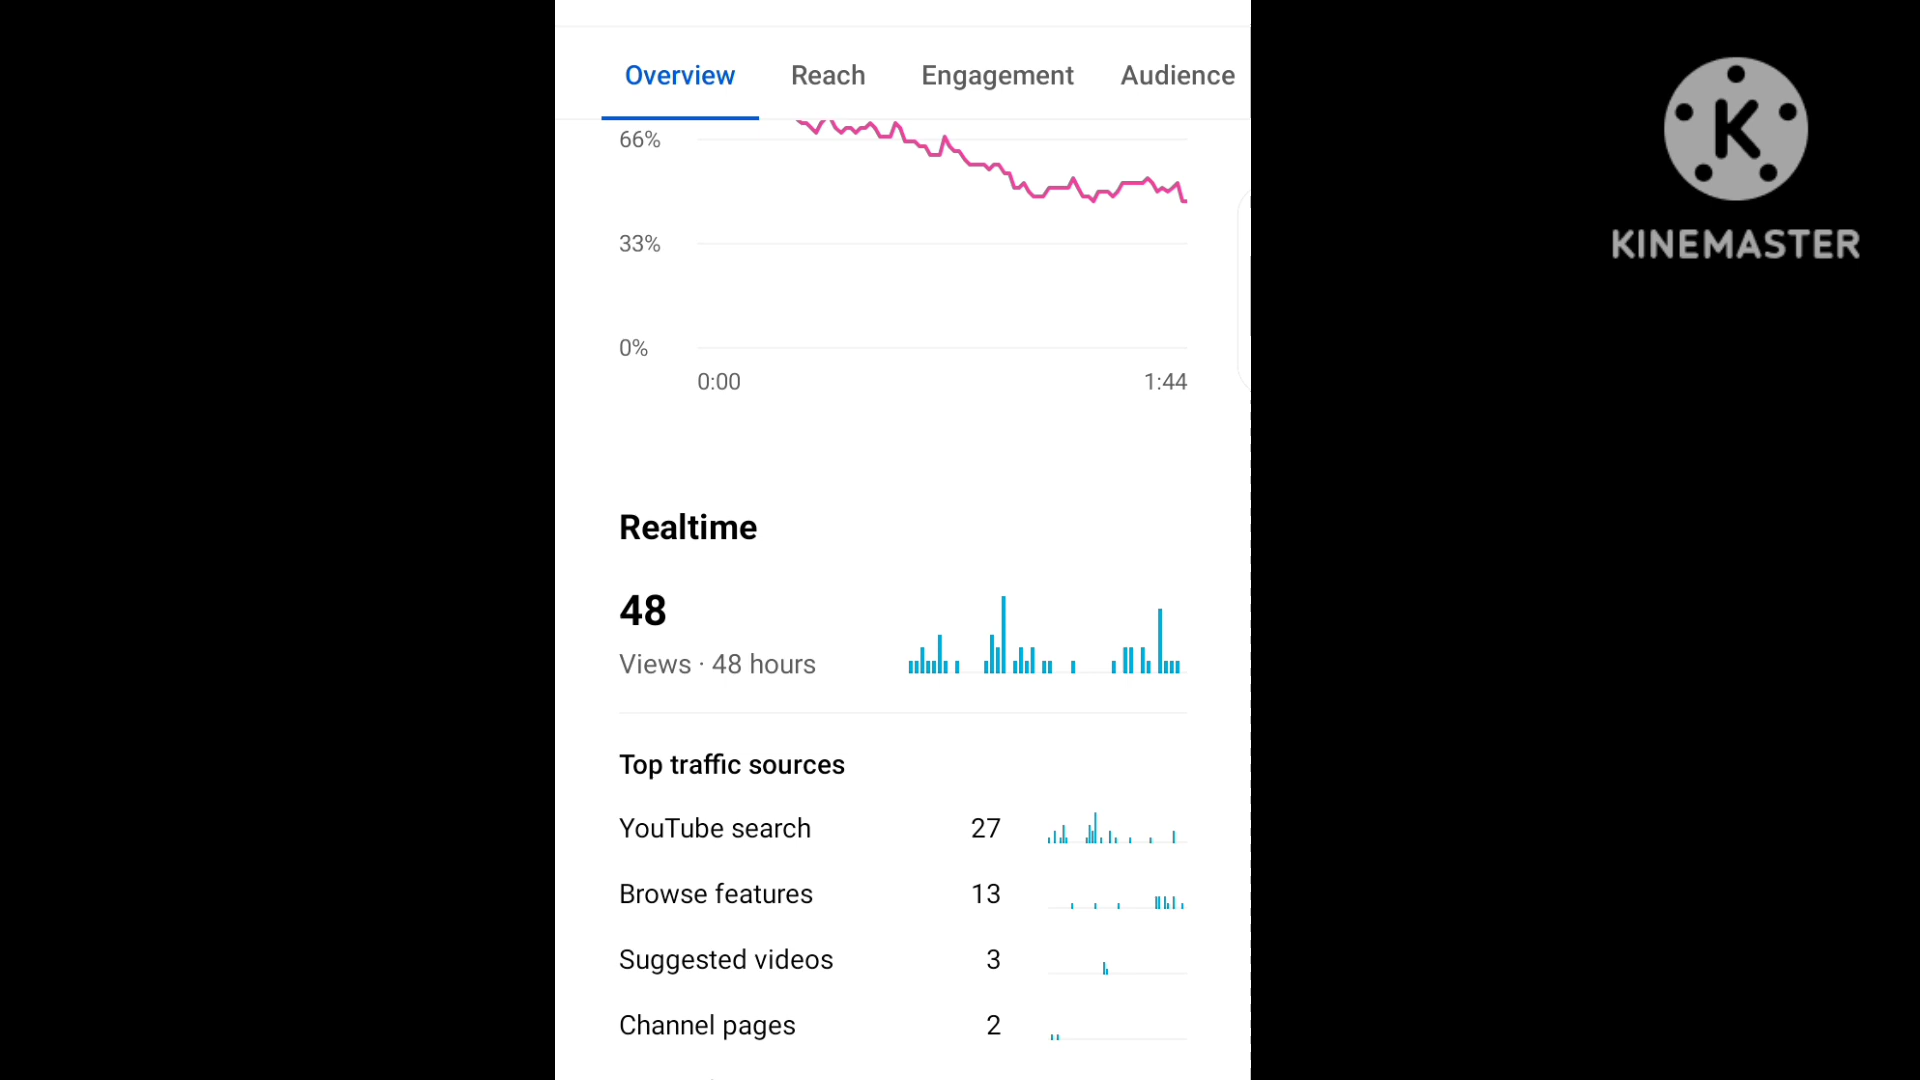 Overview Reach Engagement Audience
66%
33%
0%
0:00 1:44
Realtime
48
Views · 48 hours
Top traffic sources
YouTube search 27
Browse features 13
Suggested videos 3
Channel pages 2
K
KINEMASTER